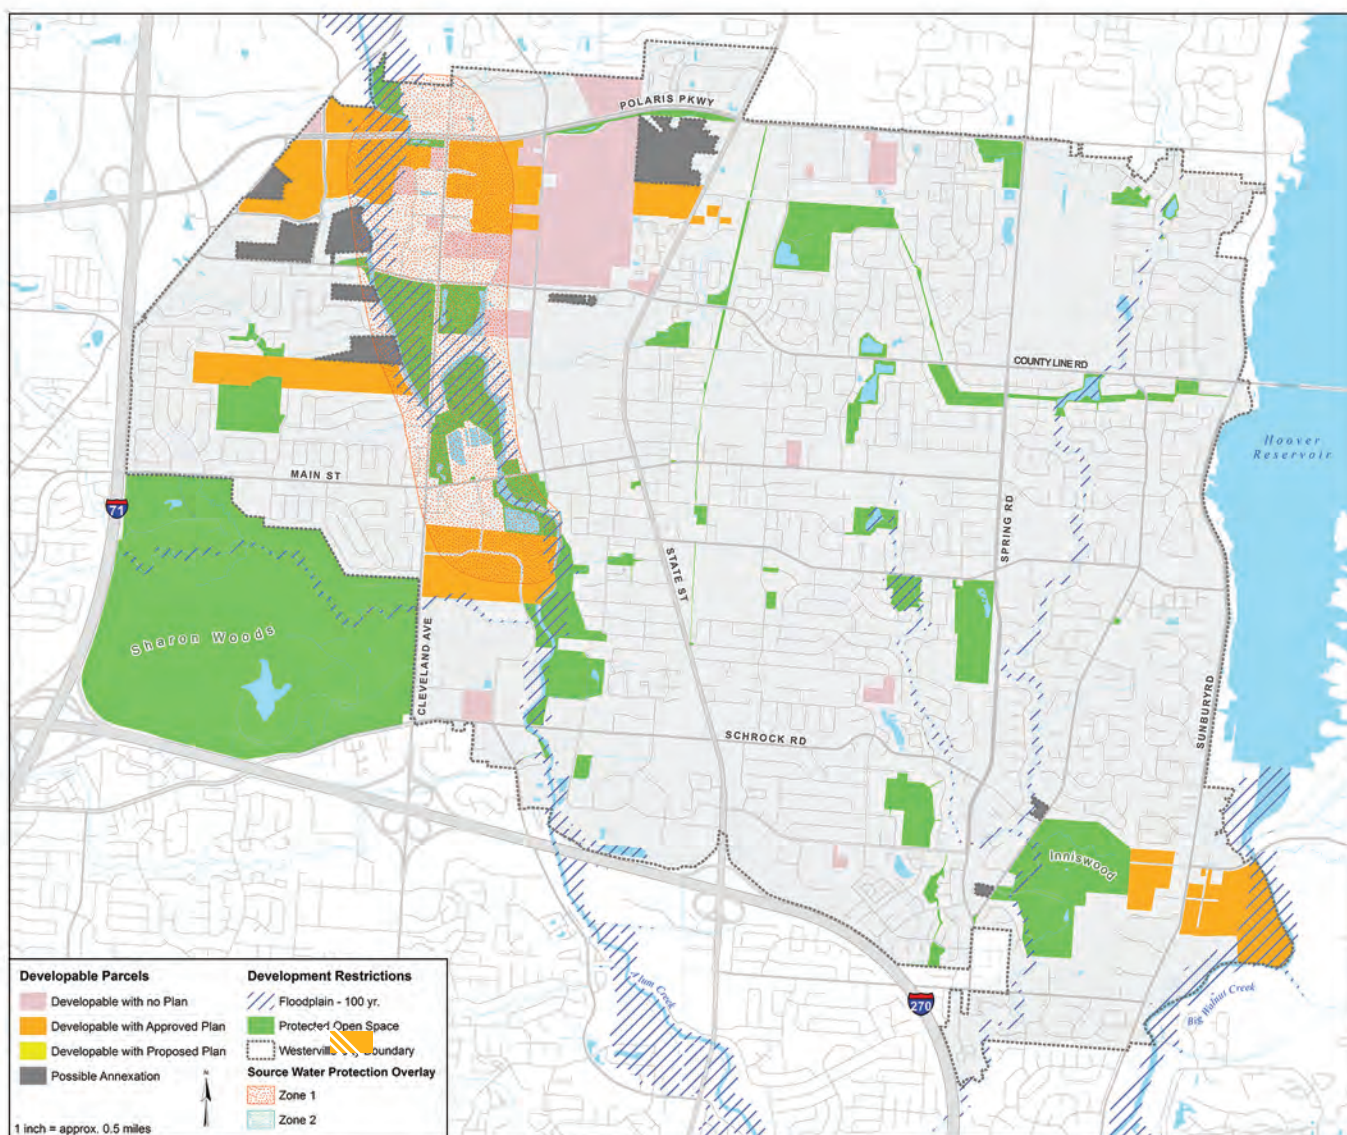 POLARIS PKWY
COUNTY LINE RD
Hoover
Reservoir
MAIN ST
71
SPRING RD
STATE ST
Sharon Woods
CLEVELAND AVE
SUNBURYRD
SCHROCK RD
Inniswood
Alum Creek
270
Big Walnut Creek
Developable Parcels
Developable with no Plan
Developable with Approved Plan
Developable with Proposed Plan
Possible Annexation
N
1 inch = approx. 0.5 miles
Development Restrictions
Floodplain - 100 yr.
Protected Open Space
Westerville Boundary
Source Water Protection Overlay
Zone 1
Zone 2